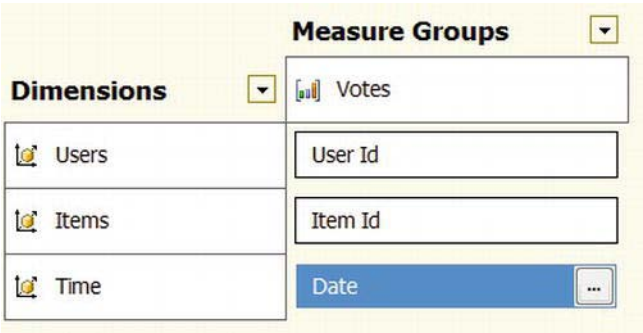 Measure Groups
Dimensions
Votes
Users
User Id
Items
Item Id
Time
Date
...